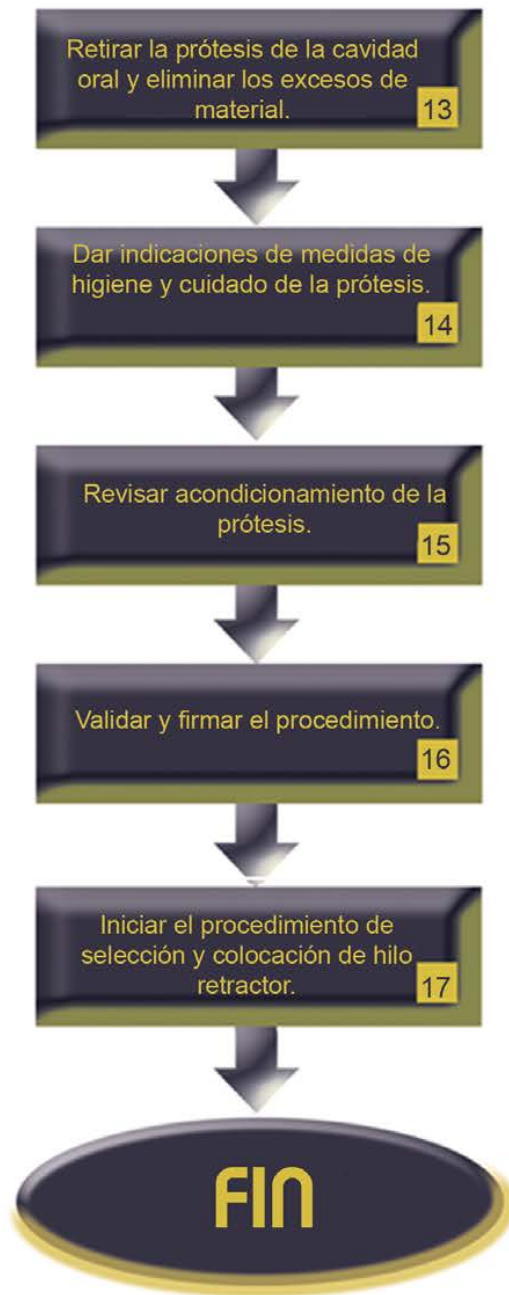 Retirar la prótesis de la cavidad
oral y eliminar los excesos de
material.
13
Dar indicaciones de medidas de
higiene y cuidado de la prótesis.
14
Revisar acondicionamiento de la
prótesis.
15
Validar y firmar el procedimiento.
16
Iniciar el procedimiento de
selección y colocación de hilo
retractor.
17
FIN